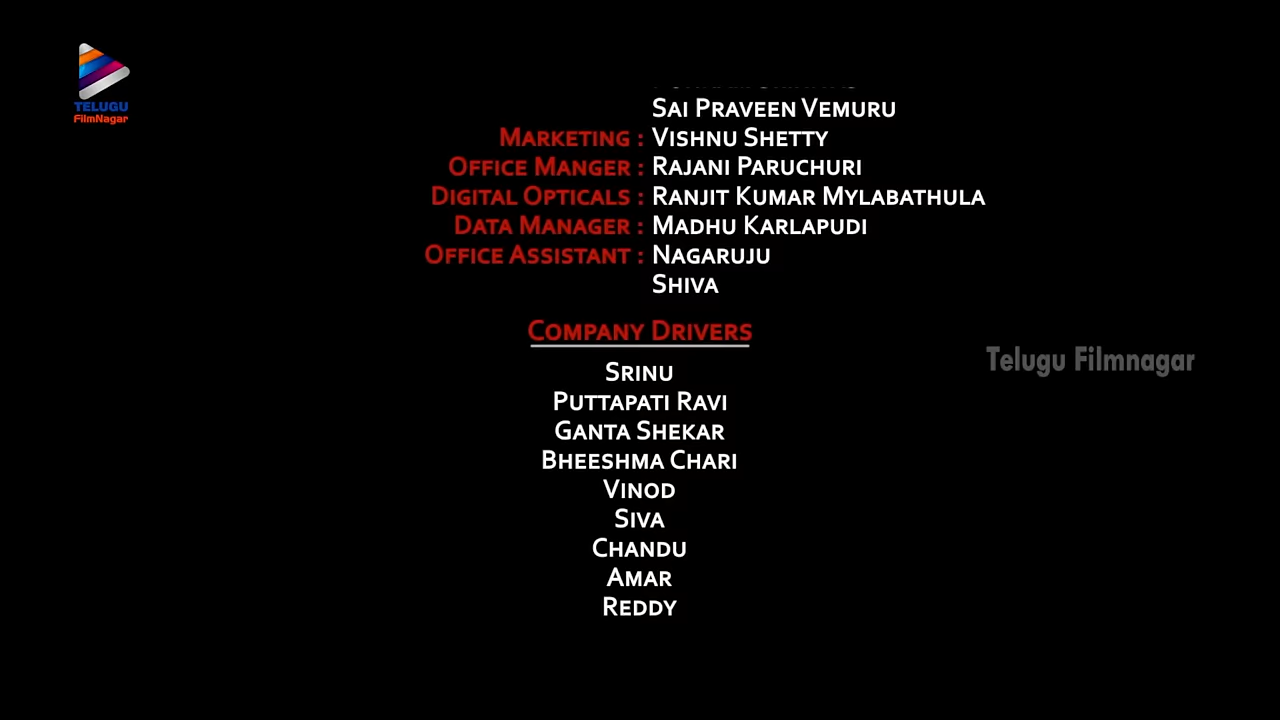 TELUGU
FilmNagar
SAI PRAVEEN VEMURU
MARKETING : VISHNU SHETTY
OFFICE MANGER : RAJANI PARUCHURI
DIGITAL OPTICALS : RANJIT KUMAR MYLABATHULA
DATA MANAGER : MADHU KARLAPUDI
OFFICE ASSISTANT : NAGARUJU
SHIVA
COMPANY DRIVERS
Telugu Filmnagar
SRINU
PUTTAPATI RAVI
GANTA SHEKAR
BHEESHMA CHARI
VINOD
SIVA
CHANDU
AMAR
REDDY